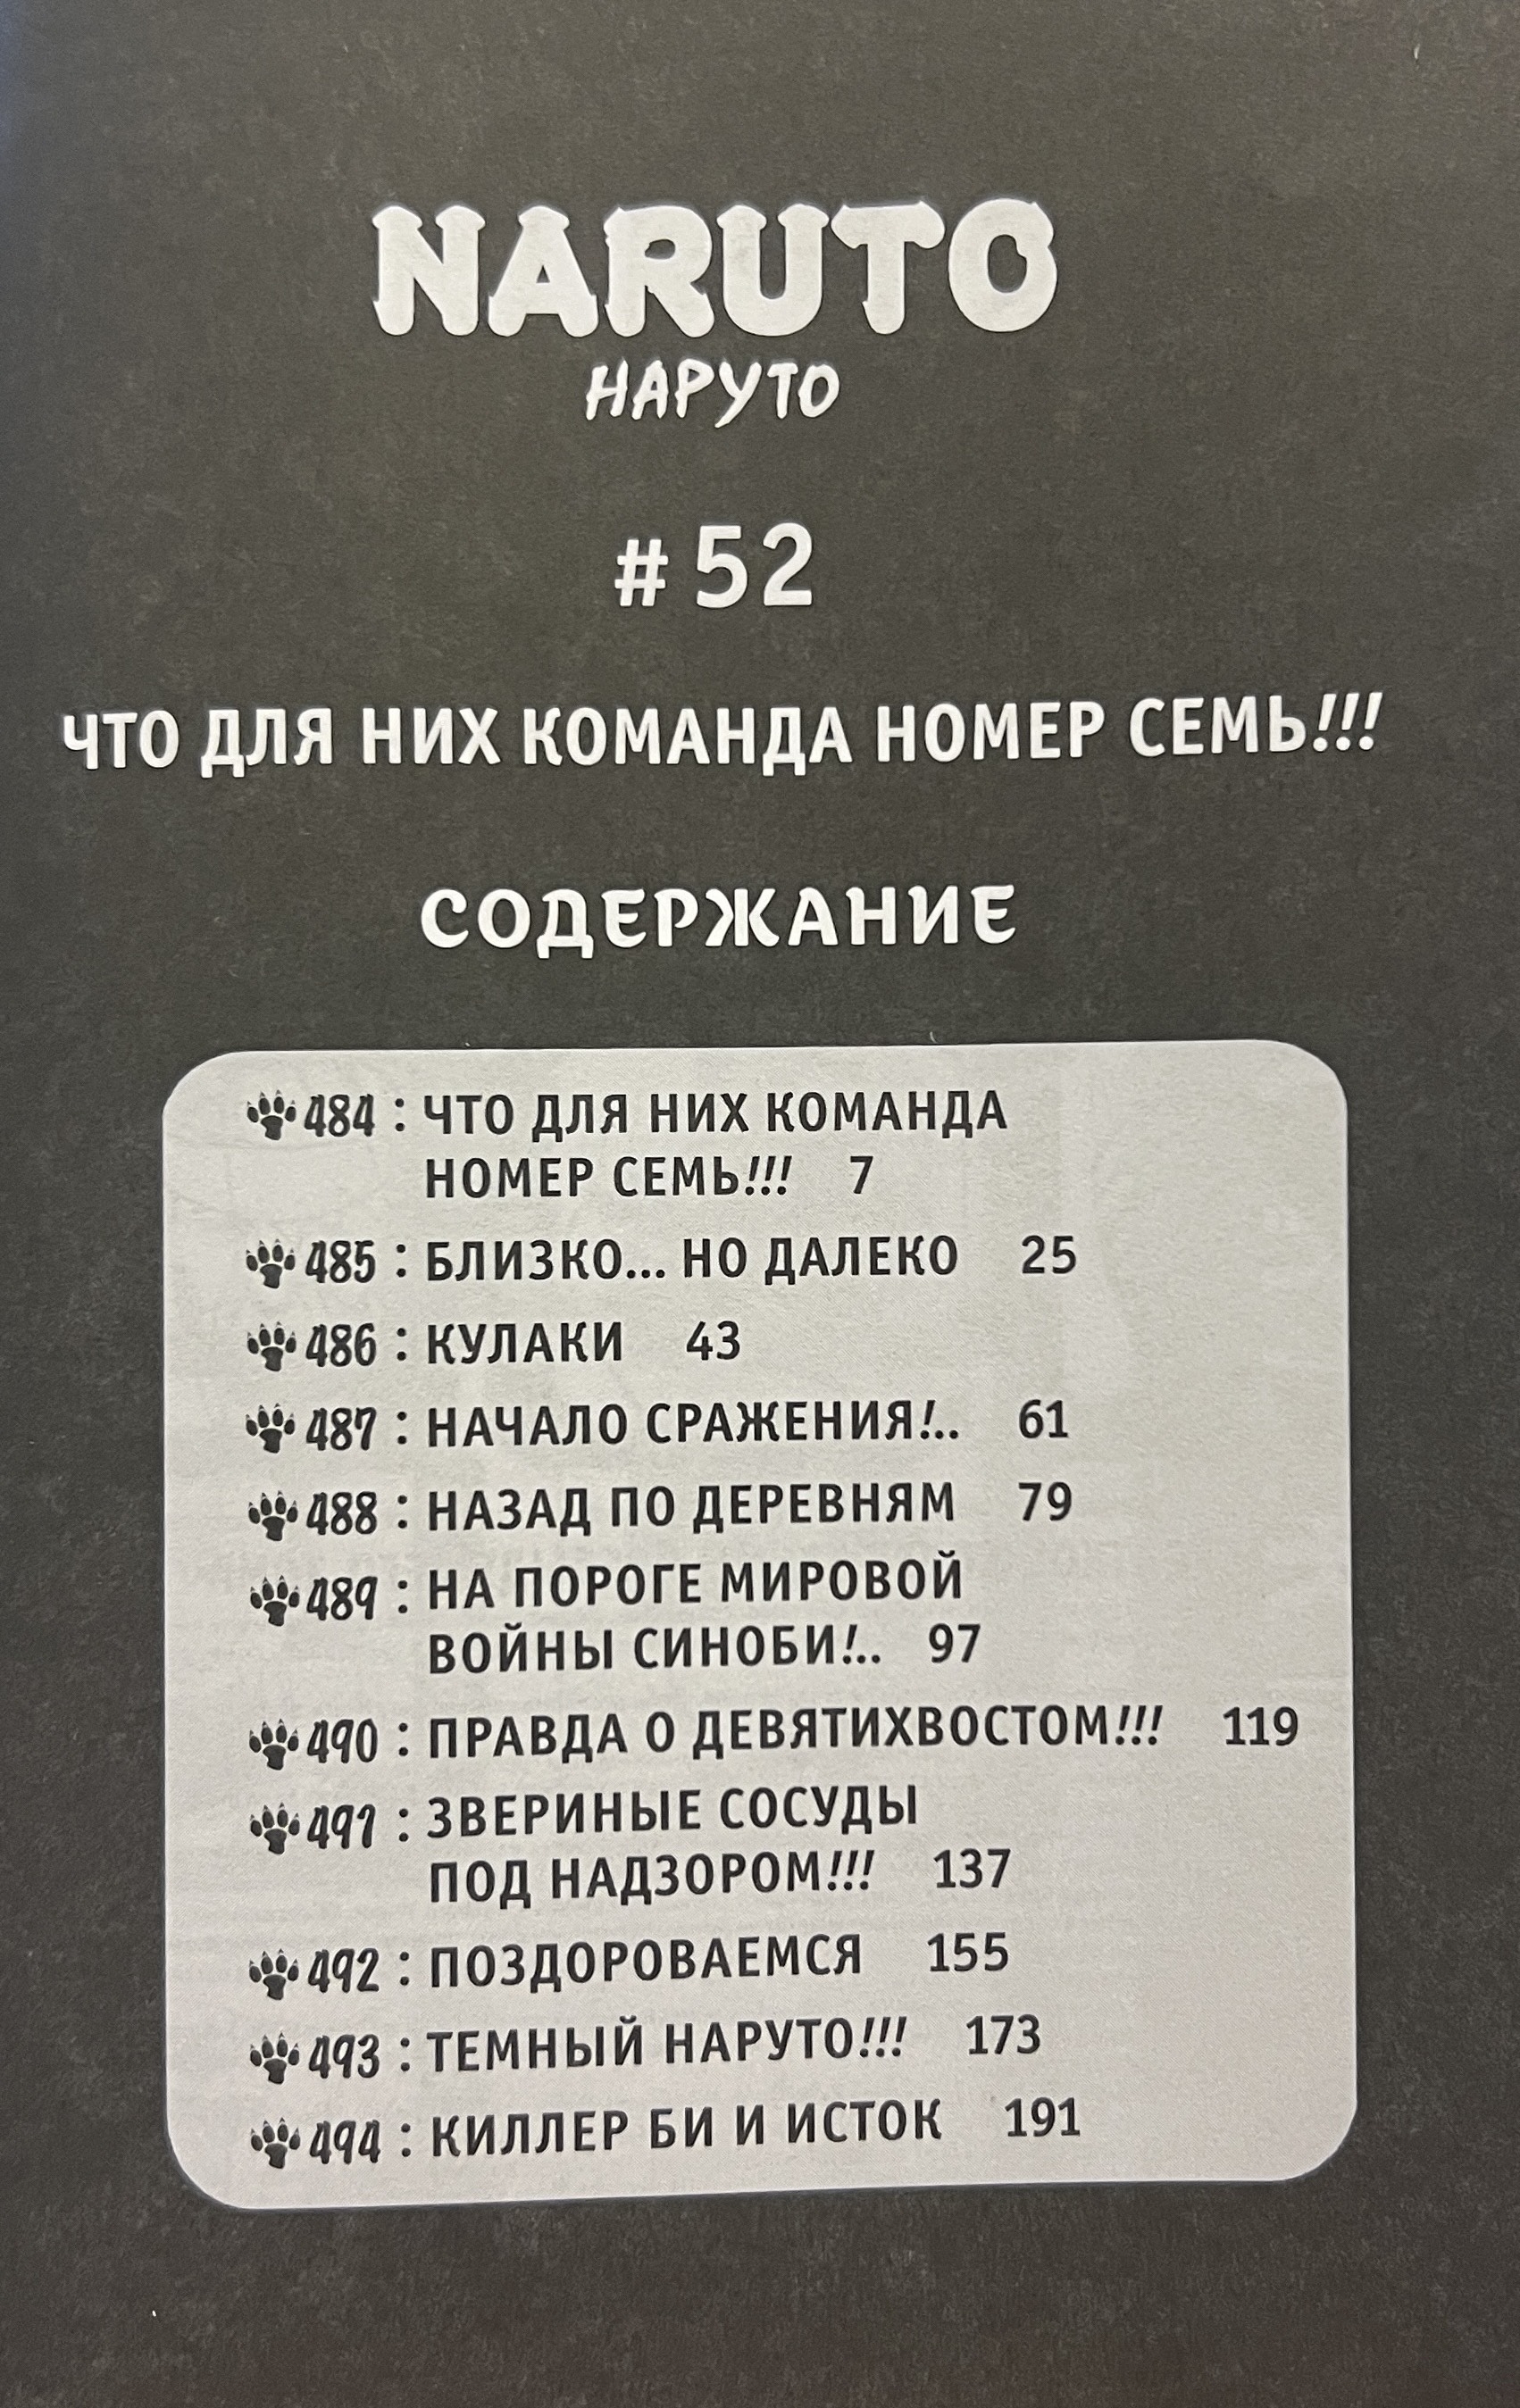 NARUTO
НАРУТО
#52
ЧТО ДЛЯ НИХ КОМАНДА НОМЕР СЕМЬ!!!
СОДЕРЖАНИЕ
484 : ЧТО ДЛЯ НИХ КОМАНДА
НОМЕР СЕМЬ!!! 7
485 : БЛИЗКО... НО ДАЛЕКО 25
486 : КУЛАКИ 43
487 : НАЧАЛО СРАЖЕНИЯ!.. 61
488 : НАЗАД ПО ДЕРЕВНЯМ 79
489 : НА ПОРОГЕ МИРОВОЙ
ВОЙНЫ СИНОБИ!.. 97
490 : ПРАВДА О ДЕВЯТИХВОСТОМ!!! 119
491 : ЗВЕРИНЫЕ СОСУДЫ
ПОД НАДЗОРОМ!!! 137
492 : ПОЗДОРОВАЕМСЯ 155
493 : ТЕМНЫЙ НАРУТО!!! 173
494 : КИЛЛЕР БИ И ИСТОК 191